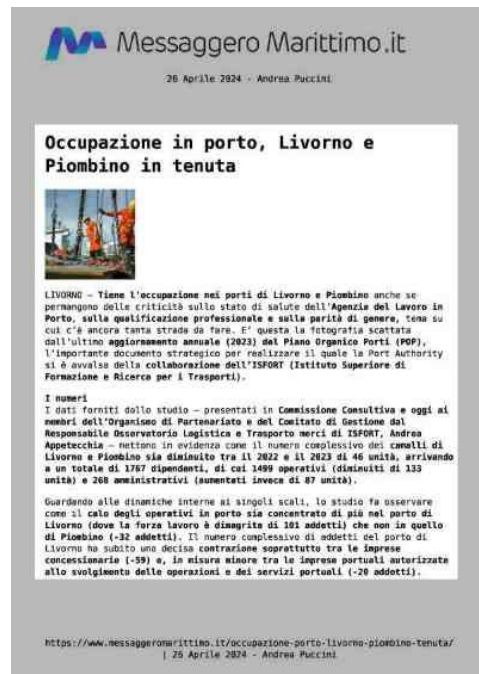 Messaggero Marittimo.it
26 Aprile 2024 - Andrea Puccini
Occupazione in porto, Livorno e
Piombino in tenuta
LIVORNO – Tiene l'occupazione nei porti di Livorno e Piombino anche se
permangono delle criticità sullo stato di salute dell'Agenzia del Lavoro in
Porto, sulla qualificazione professionale e sulla parità di genere, tema su
cui c'è ancora tanta strada da fare. E' questa la fotografia scattata
dall'ultimo aggiornamento annuale (2023) del Piano Organico Porti (POP),
l'importante documento strategico per realizzare il quale la Port Authority
si è avvalsa della collaborazione dell'ISFORT (Istituto Superiore di
Formazione e Ricerca per i Trasporti).
I numeri
I dati forniti dallo studio – presentati in Commissione Consultiva e oggi ai
membri dell'Organismo di Partenariato e del Comitato di Gestione dal
Responsabile Osservatorio Logistica e Trasporto merci di ISFORT, Andrea
Appetecchia – mettono in evidenza come il numero complessivo dei camalli di
Livorno e Piombino sia diminuito tra il 2022 e il 2023 di 46 unità, arrivando
a un totale di 1767 dipendenti, di cui 1499 operativi (diminuiti di 133
unità) e 268 amministrativi (aumentati invece di 87 unità).
Guardando alle dinamiche interne ai singoli scali, lo studio fa osservare
come il calo degli operativi in porto sia concentrato di più nel porto di
Livorno (dove la forza lavoro è dimagrita di 101 addetti) che non in quello
di Piombino (-32 addetti). Il numero complessivo di addetti del porto di
Livorno ha subito una decisa contrazione soprattutto tra le imprese
concessionarie (-59) e, in misura minore tra le imprese portuali autorizzate
allo svolgimento delle operazioni e dei servizi portuali (-20 addetti).
https://www.messaggeromarittimo.it/occupazione-porto-livorno-piombino-tenuta/
| 26 Aprile 2024 - Andrea Puccini